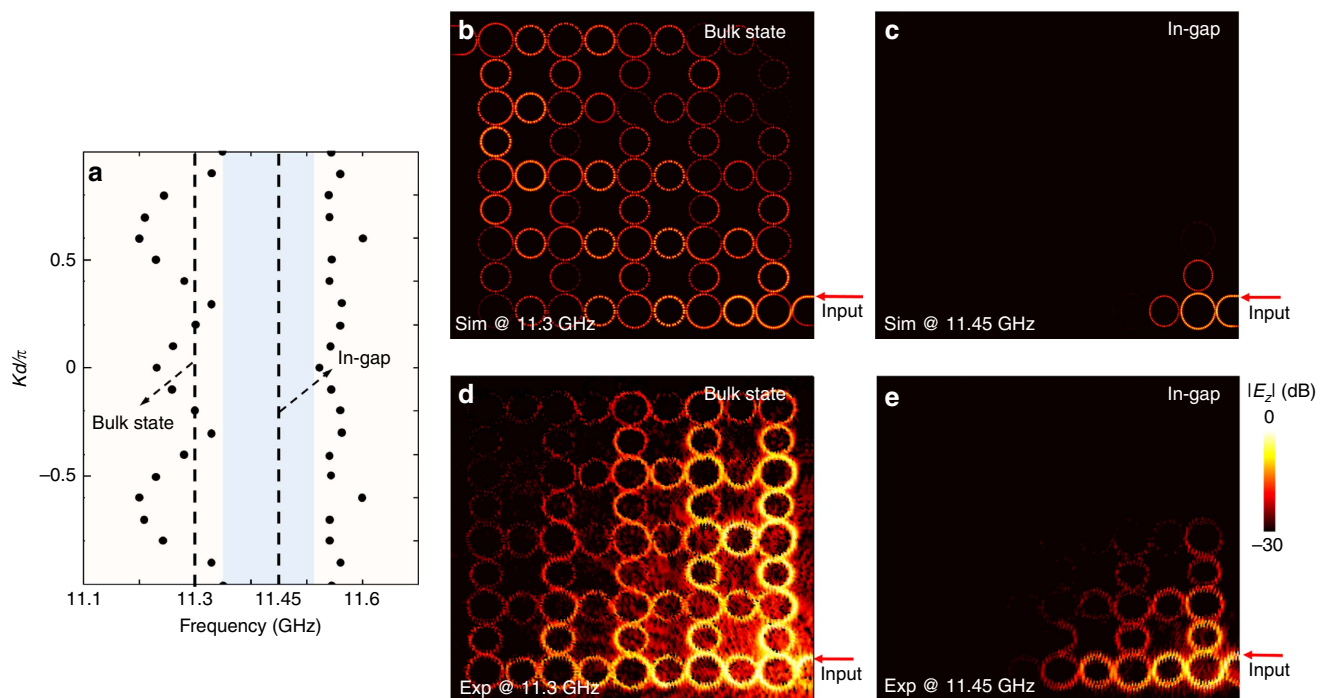 a
0.5
0
−0.5
Kd/π
Bulk state
In-gap
11.1
11.3
11.45
11.6
Frequency (GHz)
b
Bulk state
Sim @ 11.3 GHz
Input
c
In-gap
Sim @ 11.45 GHz
Input
d
Bulk state
Exp @ 11.3 GHz
Input
e
In-gap
Exp @ 11.45 GHz
Input
|Ez| (dB)
0
−30